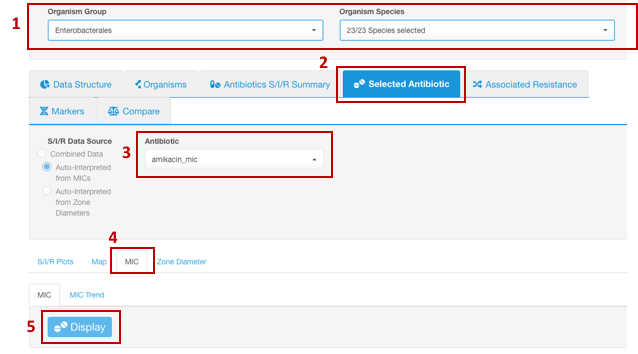 1
Organism Group
Organism Species
Enterobacterales
23/23 Species selected
2
Data Structure
Organisms
Antibiotics S/I/R Summary
Selected Antibiotic
Associated Resistance
Markers
Compare
S/I/R Data Source
Combined Data
Auto-Interpreted
from MICs
Auto-Interpreted
from Zone
Diameters
3
Antibiotic
amikacin_mic
4
S/I/R Plots
Map
MIC
Zone Diameter
MIC
MIC Trend
5
Display